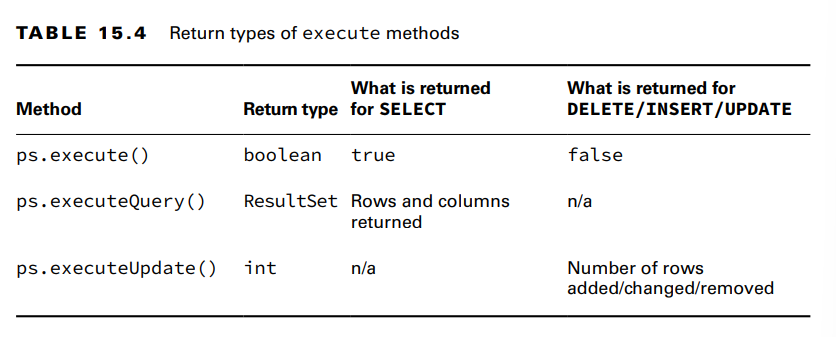 TABLE 15.4 Return types of execute methods
Method Return type What is returned for SELECT What is returned for DELETE/INSERT/UPDATE
ps.execute() boolean true false
ps.executeQuery() ResultSet Rows and columns returned n/a
ps.executeUpdate() int n/a Number of rows added/changed/removed